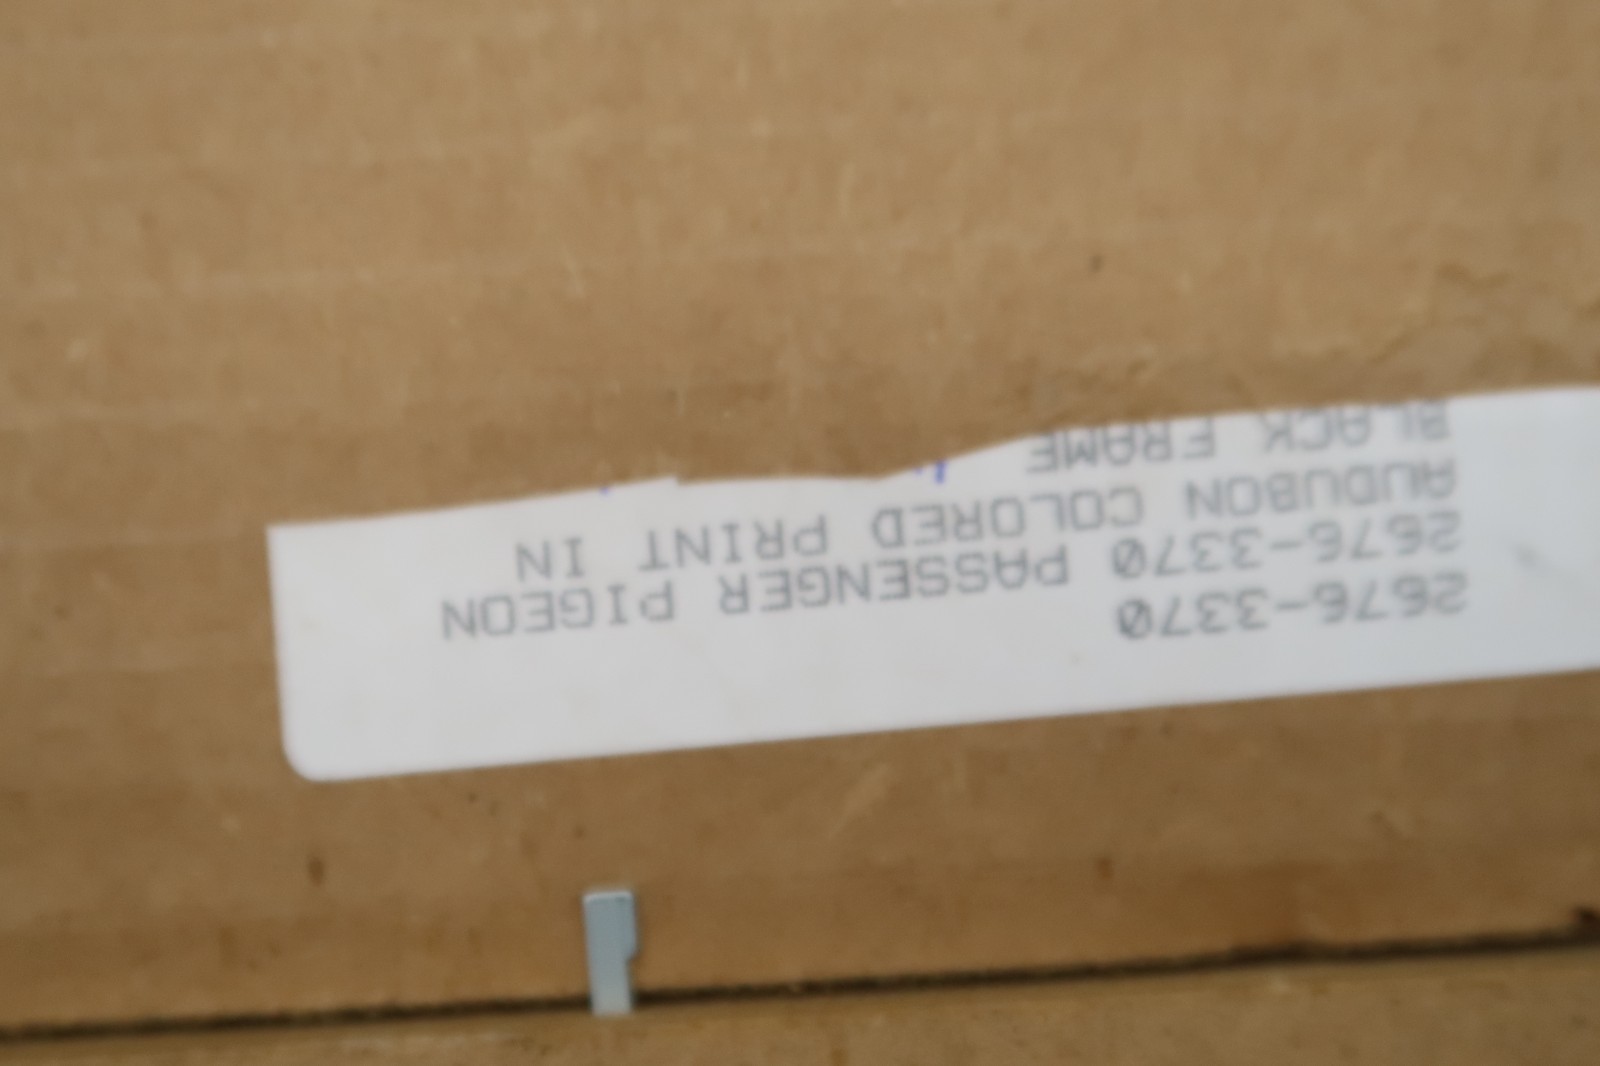 2676-3370
2676-3370 PASSENGER PIGEON
AUDUBON COLORED PRINT IN
BLACK FRAME